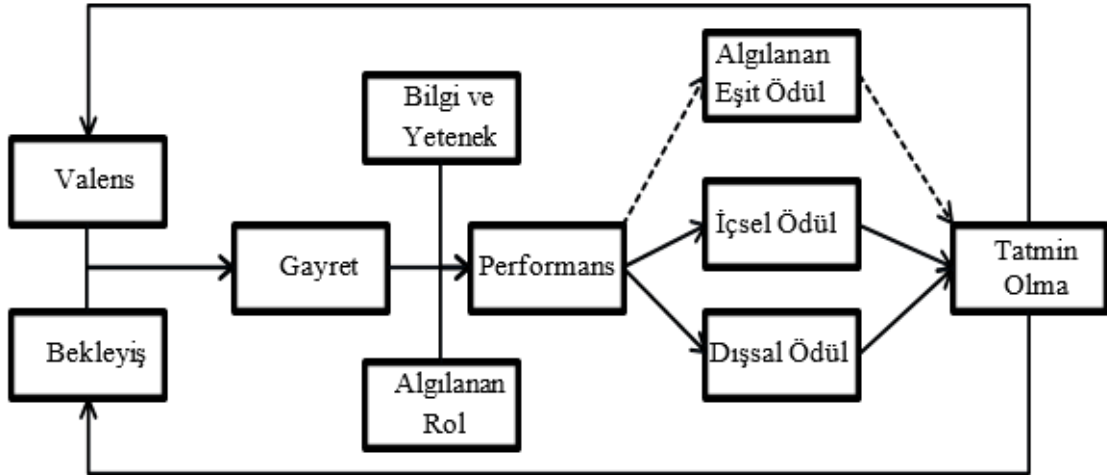 Valens
Bekleyiş
Gayret
Bilgi ve
Yetenek
Algılanan
Rol
Performans
Algılanan
Eşit Ödül
İçsel Ödül
Dışsal Ödül
Tatmin
Olma